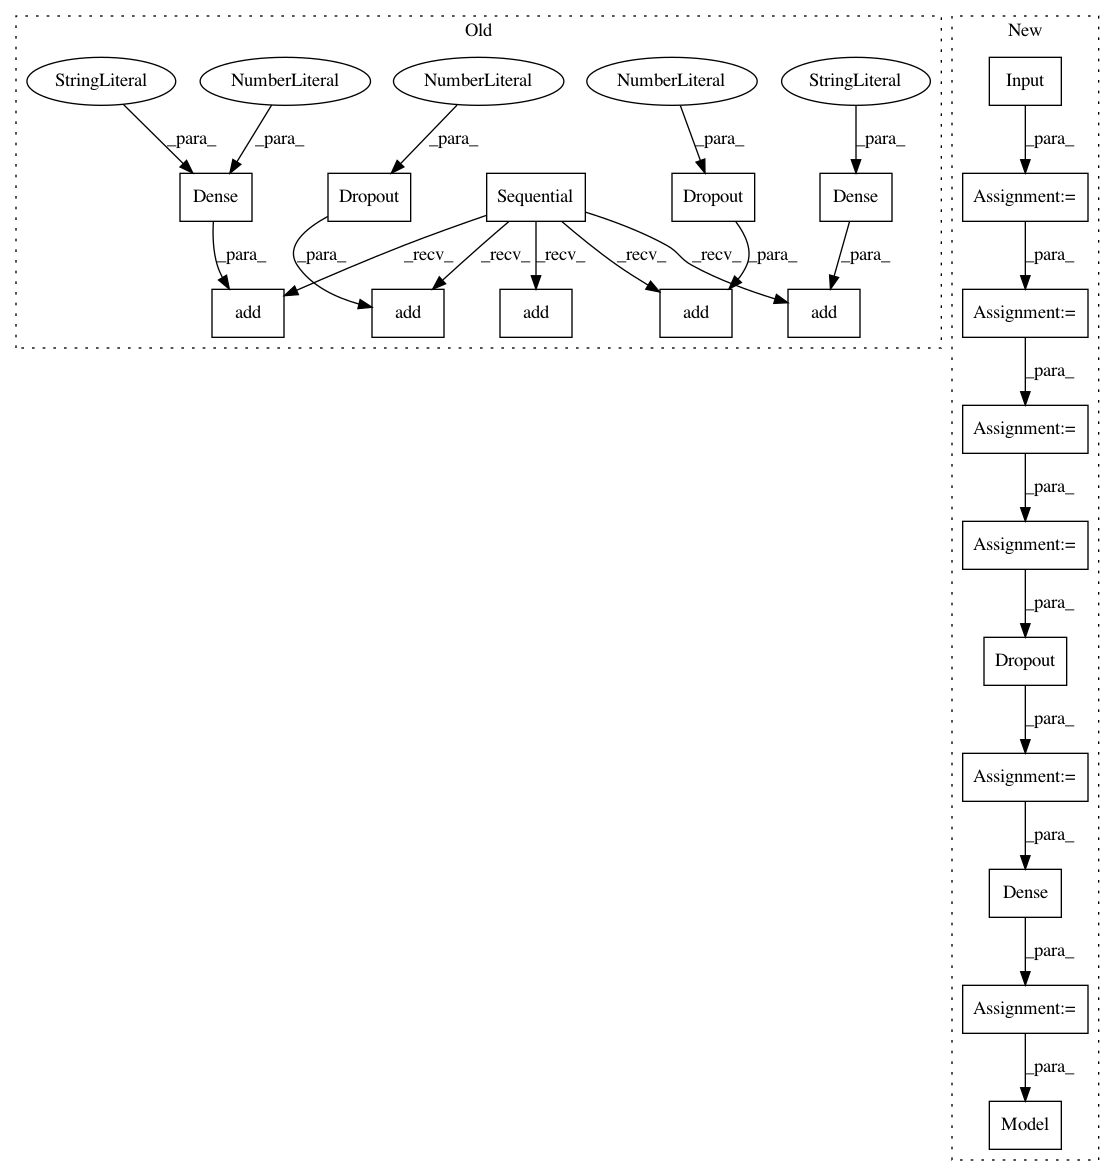 Old
New
StringLiteral
NumberLiteral
NumberLiteral
NumberLiteral
StringLiteral
Input
_para_
_para_
_para_
_para_
_para_
_para_
Dense
Dropout
Sequential
Dropout
Dense
Assignment:=
_para_
_para_
_recv_
_recv_
_recv_
_recv_
_para_
_recv_
_para_
_para_
add
add
add
add
add
Assignment:=
_para_
Assignment:=
_para_
Assignment:=
_para_
Dropout
_para_
Assignment:=
_para_
Dense
_para_
Assignment:=
_para_
Model